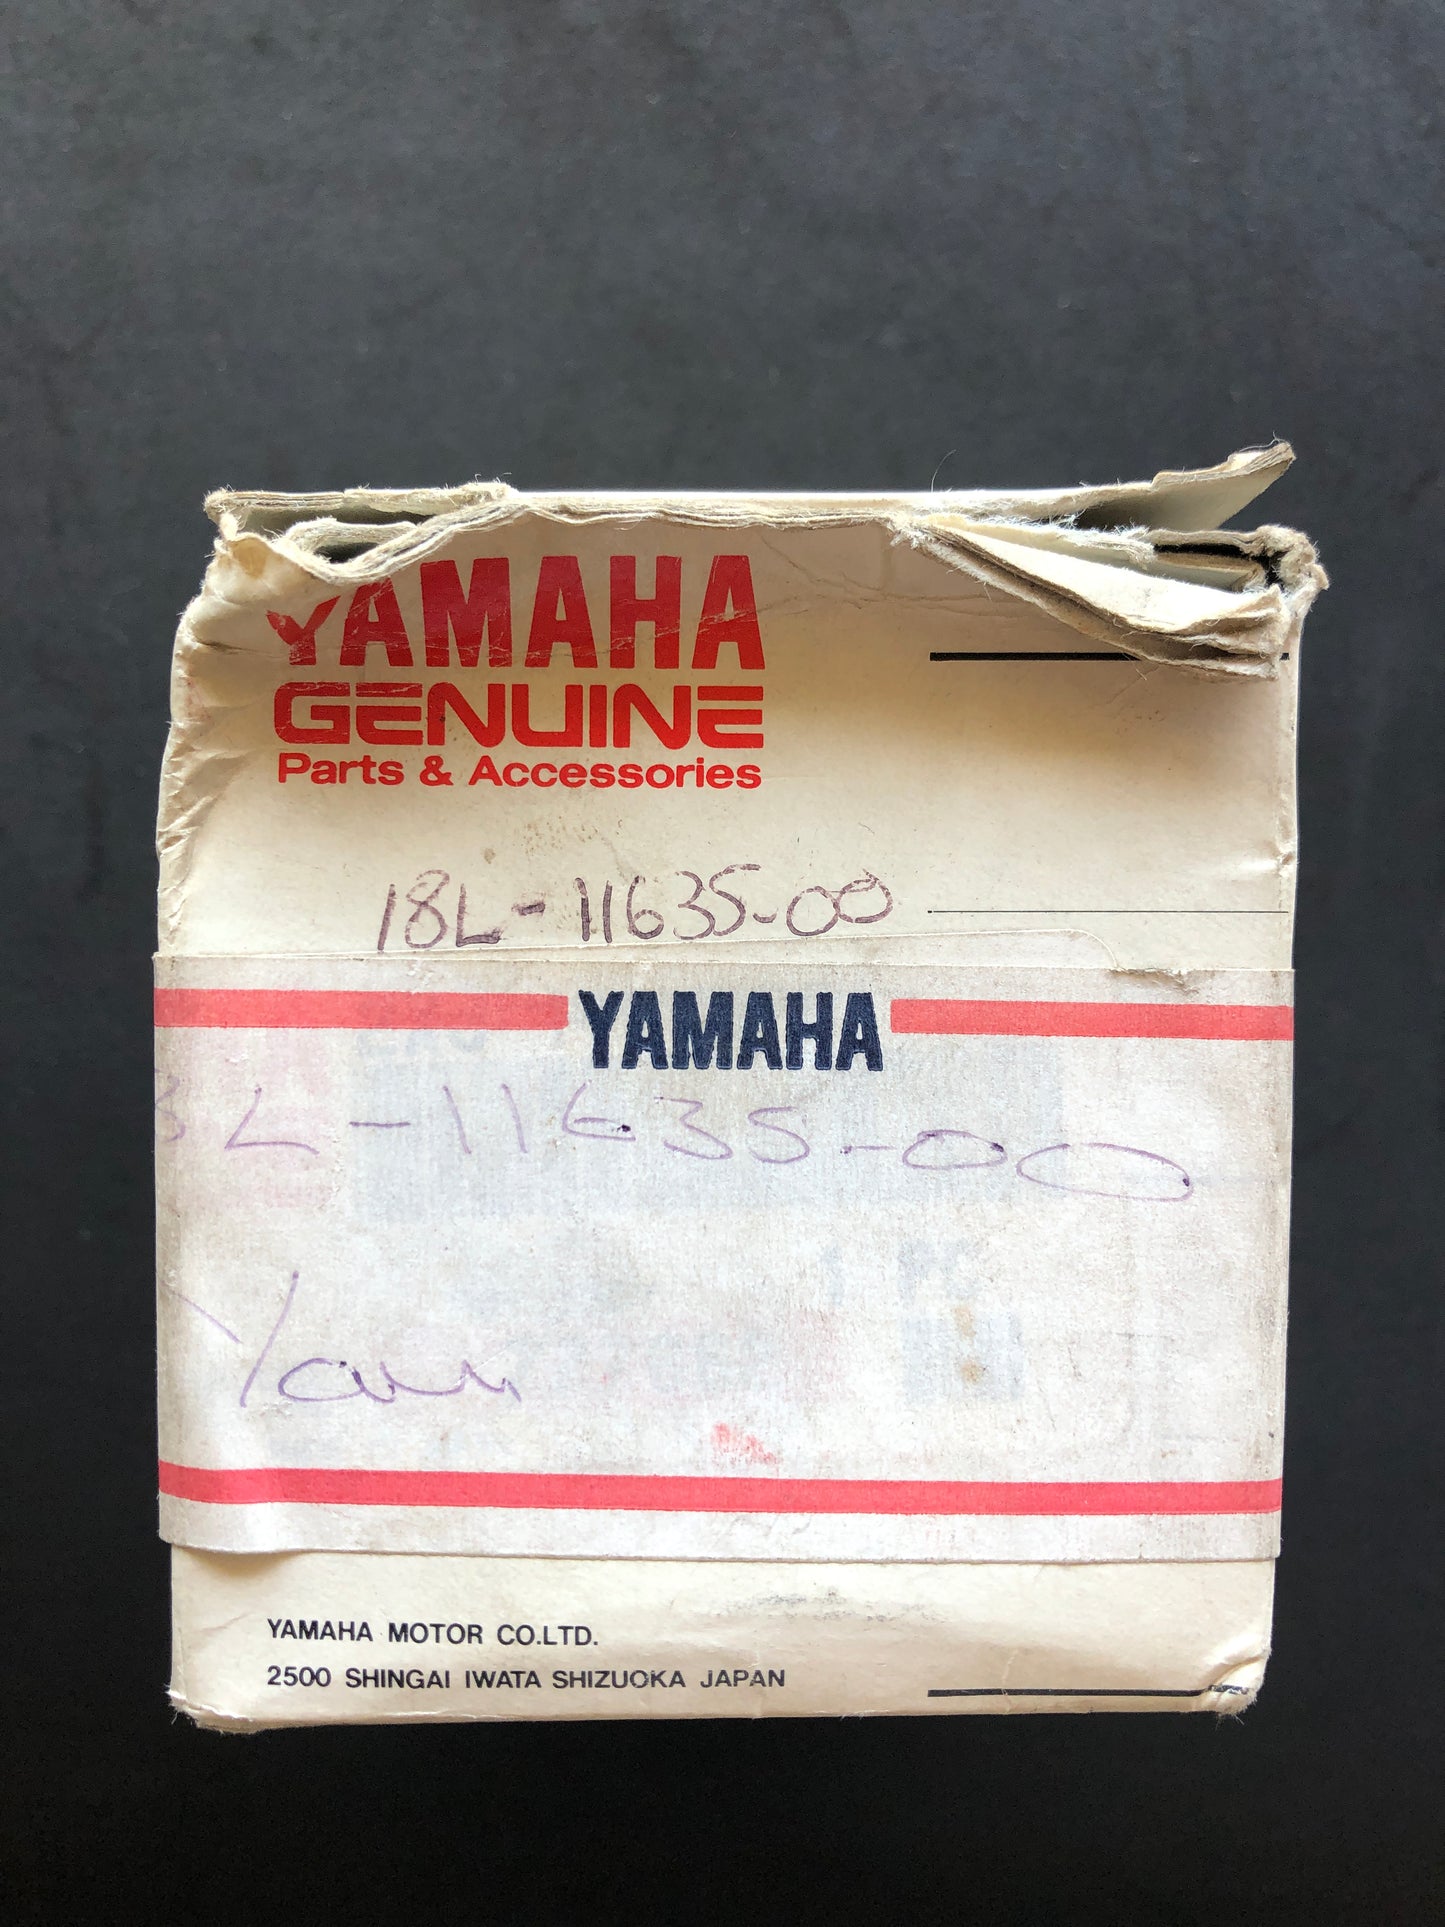 YAMAHA
GENUINE
Parts & Accessories
18L-11635-00
YAMAHA
8L-11635-00
YAMAHA MOTOR CO.LTD.
2500 SHINGAI IWATA SHIZUOKA JAPAN